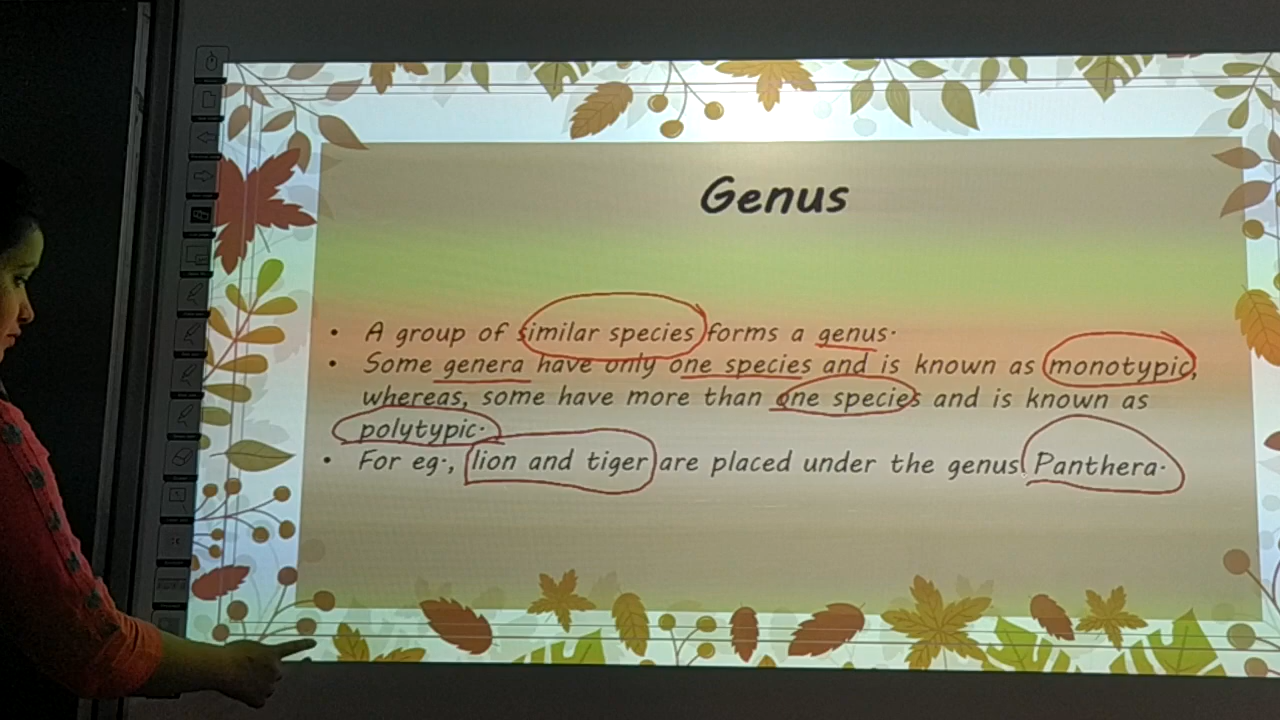 Genus
• A group of similar species forms a genus.
• Some genera have only one species and is known as monotypic,
whereas, some have more than one species and is known as
polytypic.
• For eg., lion and tiger are placed under the genus Panthera.